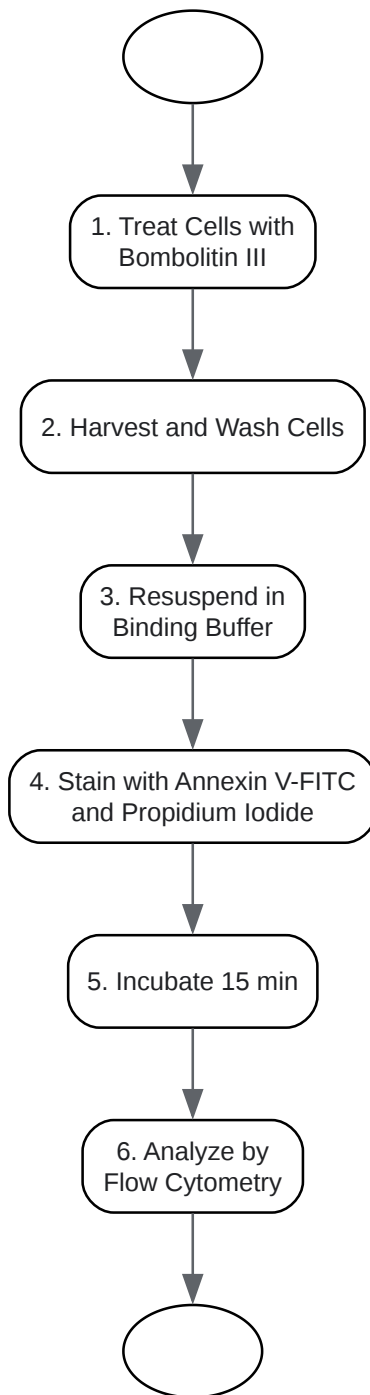 1. Treat Cells with
Bombolitin III
2. Harvest and Wash Cells
3. Resuspend in
Binding Buffer
4. Stain with Annexin V-FITC
and Propidium Iodide
5. Incubate 15 min
6. Analyze by
Flow Cytometry